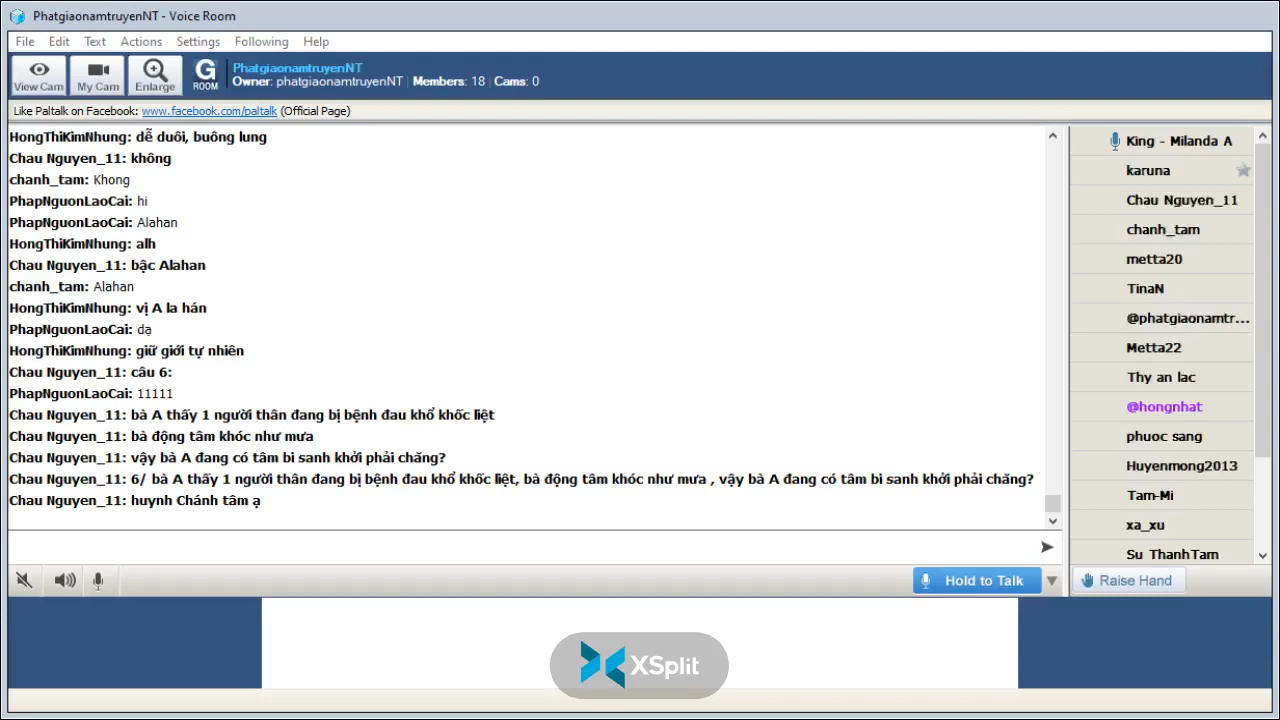 PhatgiaonamtruyenNT - Voice Room
File Edit Text Actions Settings Following Help
View Cam My Cam Enlarge G ROOM
PhatgiaonamtruyenNT
Owner: phatgiaonamtruyenNT | Members: 18 | Cams: 0
Like Paltalk on Facebook: www.facebook.com/paltalk (Official Page)
HongThiKimNhung: dễ duôi, buông lung
Chau Nguyen_11: không
chanh_tam: Khong
PhapNguonLaoCai: hi
PhapNguonLaoCai: Alahan
HongThiKimNhung: alh
Chau Nguyen_11: bậc Alahan
chanh_tam: Alahan
HongThiKimNhung: vị A la hán
PhapNguonLaoCai: dạ
HongThiKimNhung: giữ giới tự nhiên
Chau Nguyen_11: câu 6:
PhapNguonLaoCai: 11111
Chau Nguyen_11: bà A thấy 1 người thân đang bị bệnh đau khổ khốc liệt
Chau Nguyen_11: bà động tâm khóc như mưa
Chau Nguyen_11: vậy bà A đang có tâm bi sanh khởi phải chăng?
Chau Nguyen_11: 6/ bà A thấy 1 người thân đang bị bệnh đau khổ khốc liệt, bà động tâm khóc như mưa , vậy bà A đang có tâm bi sanh khởi phải chăng?
Chau Nguyen_11: huynh Chánh tâm ạ
King - Milanda A
karuna
Chau Nguyen_11
chanh_tam
metta20
TinaN
@phatgiaonamtr...
Metta22
Thy an lac
@hongnhat
phuoc sang
Huyenmong2013
Tam-Mi
xa_xu
Su ThanhTam
Hold to Talk
Raise Hand
XSplit